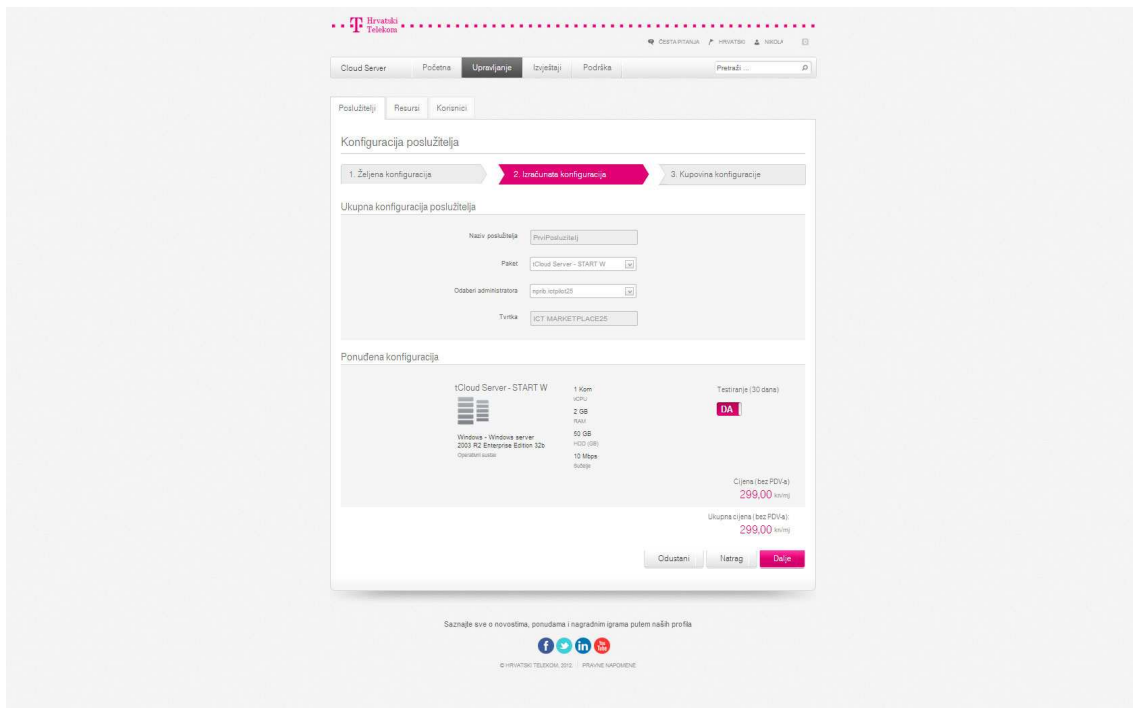 Hrvatski
Telekom
ČESTA PITANJA HRVATSKI NIKOLA
Cloud Server Početna Upravljanje Izvještaji Podrška Pretraži ...
Poslužitelji Resursi Korisnici
Konfiguracija poslužitelja
1. Željena konfiguracija 2. Izračunata konfiguracija 3. Kupovina konfiguracije
Ukupna konfiguracija poslužitelja
Naziv poslužitelja PrviPosluzitelj
Paket tCloud Server - START W
Odaberi administratora
Tvrtka ICT MARKETPLACE25
Ponuđena konfiguracija
tCloud Server - START W
Windows - Windows server
2003 R2 Enterprise Edition 32b
Operativni sustav
1 Kom
vCPU
2 GB
RAM
50 GB
HDD (GB)
10 Mbps
Sučelje
Testiranje (30 dana)
DA
Cijena (bez PDV-a)
299,00 kn/mj
Ukupna cijena (bez PDV-a):
299,00 kn/mj
Odustani Natrag Dalje
Saznajte sve o novostima, ponudama i nagradnim igrama putem naših profila
f in You Tube
© HRVATSKI TELEKOM, 2012 PRAVNE NAPOMENE